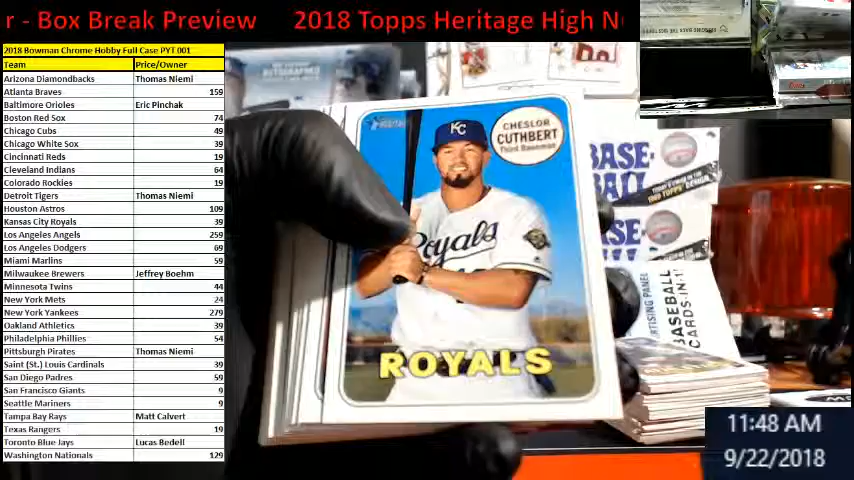 r - Box Break Preview 2018 Topps Heritage High N
2018 Bowman Chrome Hobby Full Case PYT 001
Team Price/Owner
Arizona Diamondbacks Thomas Niemi
Atlanta Braves 159
Baltimore Orioles Eric Pinchak
Boston Red Sox 74
Chicago Cubs 49
Chicago White Sox 39
Cincinnati Reds 19
Cleveland Indians 64
Colorado Rockies 19
Detroit Tigers Thomas Niemi
Houston Astros 109
Kansas City Royals 39
Los Angeles Angels 259
Los Angeles Dodgers 69
Miami Marlins 59
Milwaukee Brewers Jeffrey Boehm
Minnesota Twins 44
New York Mets 24
New York Yankees 279
Oakland Athletics 39
Philadelphia Phillies 54
Pittsburgh Pirates Thomas Niemi
Saint (St.) Louis Cardinals 39
San Diego Padres 59
San Francisco Giants 9
Seattle Mariners 9
Tampa Bay Rays Matt Calvert
Texas Rangers 19
Toronto Blue Jays Lucas Bedell
Washington Nationals 129
KC
CHESLOR
CUTHBERT
Third Baseman
Royals
ROYALS
BASE-
BALL
BASE-
BASEBALL
CARDS-IN-1
11:48 AM
9/22/2018